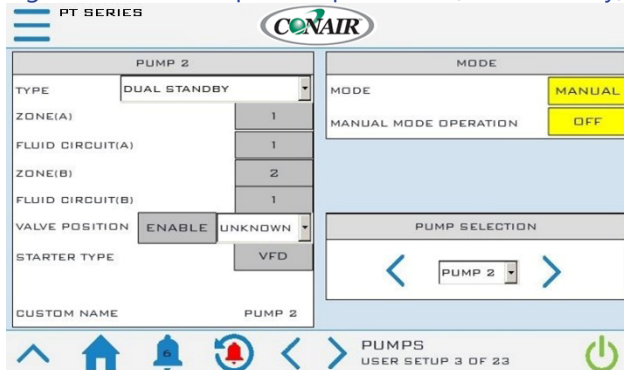 PT SERIES
CONAIR
PUMP 2
TYPE DUAL STANDBY
ZONE(A) 1
FLUID CIRCUIT(A) 1
ZONE(B) 2
FLUID CIRCUIT(B) 1
VALVE POSITION ENABLE UNKNOWN
STARTER TYPE VFD
CUSTOM NAME PUMP 2
MODE
MODE MANUAL
MANUAL MODE OPERATION OFF
PUMP SELECTION
PUMP 2
6
PUMPS
USER SETUP 3 OF 23